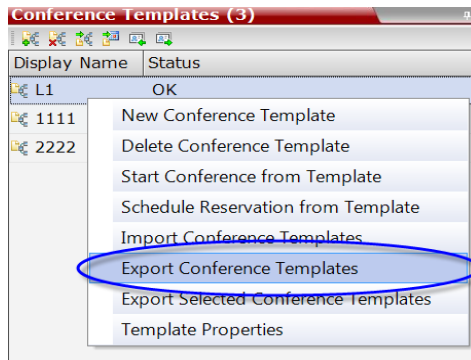 Conference Templates (3)
Display Name Status
L1 OK
1111
2222
New Conference Template
Delete Conference Template
Start Conference from Template
Schedule Reservation from Template
Import Conference Templates
Export Conference Templates
Export Selected Conference Templates
Template Properties